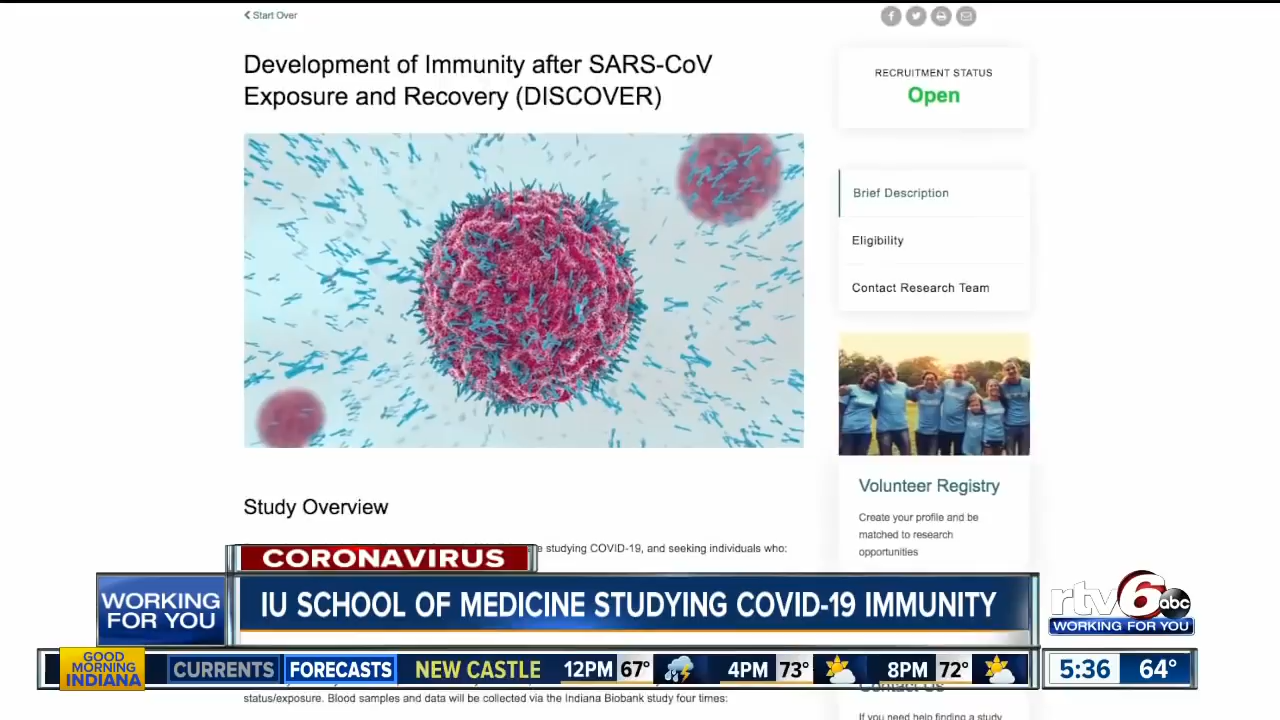 Start Over
Development of Immunity after SARS-CoV
Exposure and Recovery (DISCOVER)
RECRUITMENT STATUS
Open
Brief Description
Eligibility
Contact Research Team
Volunteer Registry
Create your profile and be
matched to research
opportunities
Study Overview
studying COVID-19, and seeking individuals who:
CORONAVIRUS
WORKING
FOR YOU
IU SCHOOL OF MEDICINE STUDYING COVID-19 IMMUNITY
rtv6 abc
WORKING FOR YOU
GOOD
MORNING
INDIANA
CURRENTS FORECASTS NEW CASTLE 12PM 67° 4PM 73° 8PM 72°
5:36 64°
Contact Us
status/exposure. Blood samples and data will be collected via the Indiana Biobank study four times:
If you need help finding a study